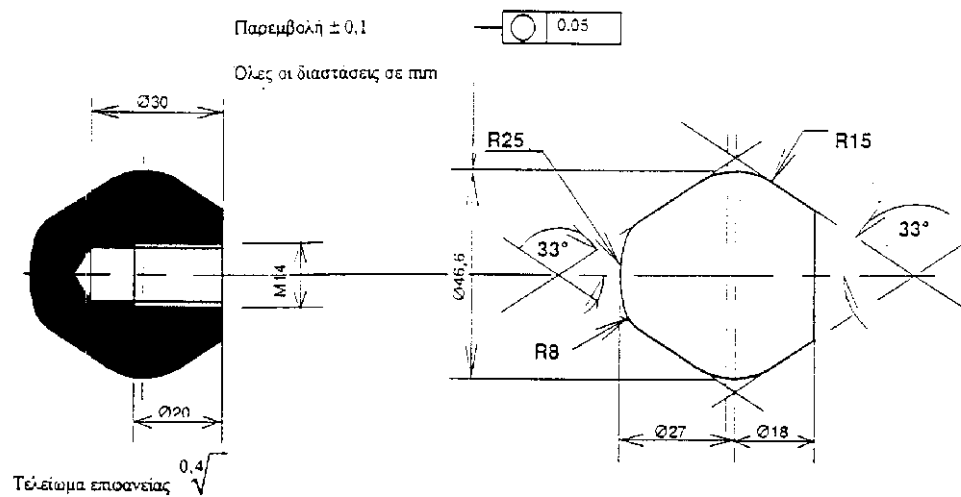 Παρεμβολή ± 0,1
0.05
Όλες οι διαστάσεις σε mm
Ø30
R25
R15
33°
33°
M14
Ø46,6
R8
Ø20
Ø27
Ø18
0,4
Τελείωμα επιφανείας